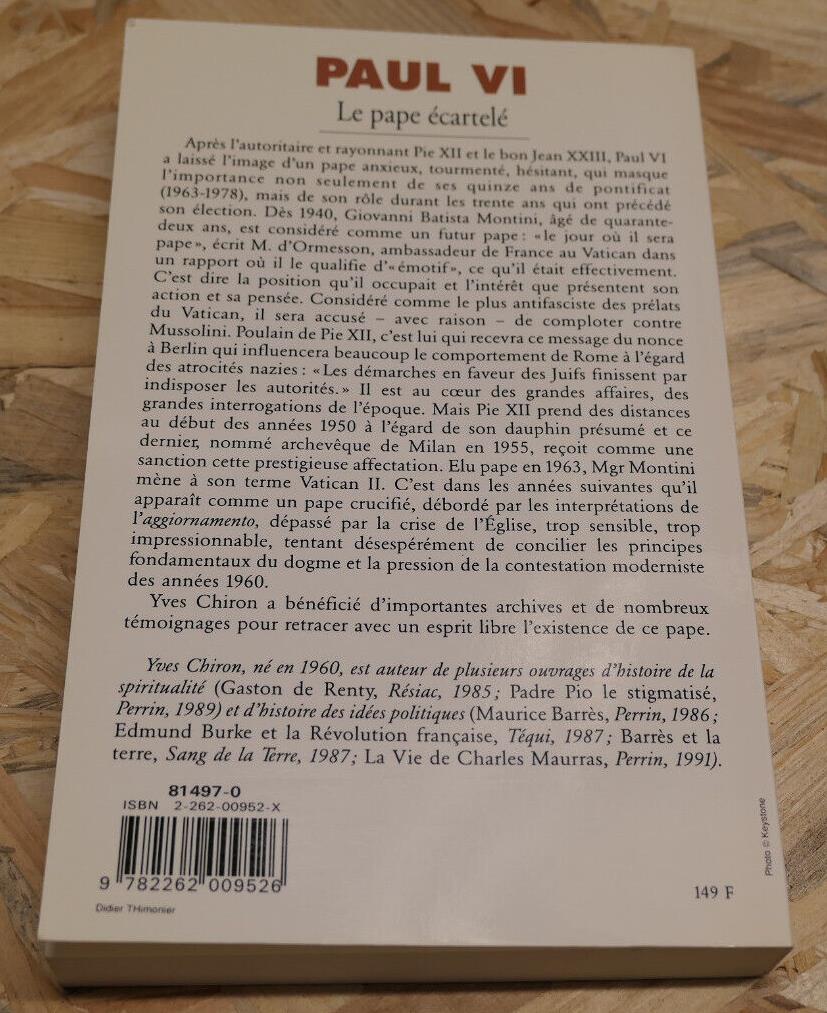 PAUL VI
Le pape écartelé
Après l'autoritaire et rayonnant Pie XII et le bon Jean XXIII, Paul VI
a laissé l'image d'un pape anxieux, tourmenté, hésitant, qui masque
l'importance non seulement de ses quinze ans de pontificat
(1963-1978), mais de son rôle durant les trente ans qui ont précédé
son élection. Dès 1940, Giovanni Batista Montini, âgé de quarante-
deux ans, est considéré comme un futur pape : «le jour où il sera
pape», écrit M. d'Ormesson, ambassadeur de France au Vatican dans
un rapport où il le qualifie d'«émotif», ce qu'il était effectivement.
C'est dire la position qu'il occupait et l'intérêt que présentent son
action et sa pensée. Considéré comme le plus antifasciste des prélats
du Vatican, il sera accusé – avec raison – de comploter contre
Mussolini. Poulain de Pie XII, c'est lui qui recevra ce message du nonce
à Berlin qui influencera beaucoup le comportement de Rome à l'égard
des atrocités nazies : «Les démarches en faveur des Juifs finissent par
indisposer les autorités.» Il est au cœur des grandes affaires, des
grandes interrogations de l'époque. Mais Pie XII prend des distances
au début des années 1950 à l'égard de son dauphin présumé et ce
dernier, nommé archevêque de Milan en 1955, reçoit comme une
sanction cette prestigieuse affectation. Elu pape en 1963, Mgr Montini
mène à son terme Vatican II. C'est dans les années suivantes qu'il
apparaît comme un pape crucifié, débordé par les interprétations de
l'aggiornamento, dépassé par la crise de l'Église, trop sensible, trop
impressionnable, tentant désespérément de concilier les principes
fondamentaux du dogme et la pression de la contestation moderniste
des années 1960.
Yves Chiron a bénéficié d'importantes archives et de nombreux
témoignages pour retracer avec un esprit libre l'existence de ce pape.
Yves Chiron, né en 1960, est auteur de plusieurs ouvrages d'histoire de la
spiritualité (Gaston de Renty, Résiac, 1985 ; Padre Pio le stigmatisé,
Perrin, 1989) et d'histoire des idées politiques (Maurice Barrès, Perrin, 1986 ;
Edmund Burke et la Révolution française, Téqui, 1987 ; Barrès et la
terre, Sang de la Terre, 1987 ; La Vie de Charles Maurras, Perrin, 1991).
81497-0
ISBN 2-262-00952-X
9 782262 009526
Didier THimonier
149 F
Photo © Keystone